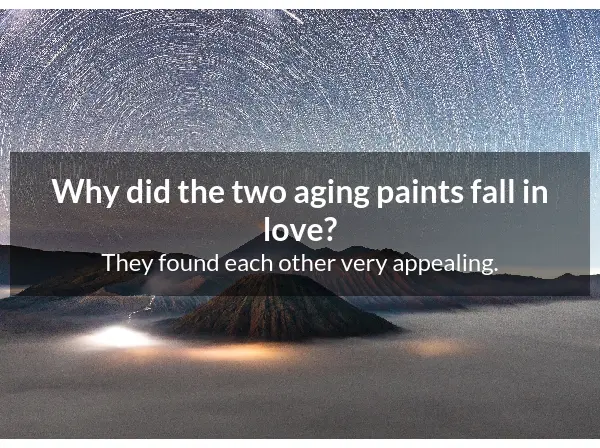 Why did the two aging paints fall in
love?
They found each other very appealing.